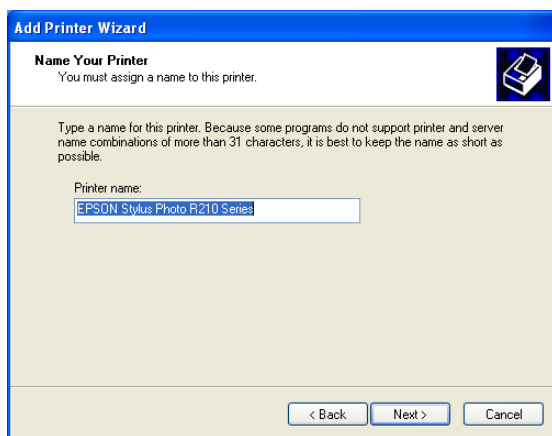 Add Printer Wizard
Name Your Printer
You must assign a name to this printer.
Type a name for this printer. Because some programs do not support printer and server
name combinations of more than 31 characters, it is best to keep the name as short as
possible.
Printer name:
EPSON Stylus Photo R210 Series
< Back Next > Cancel